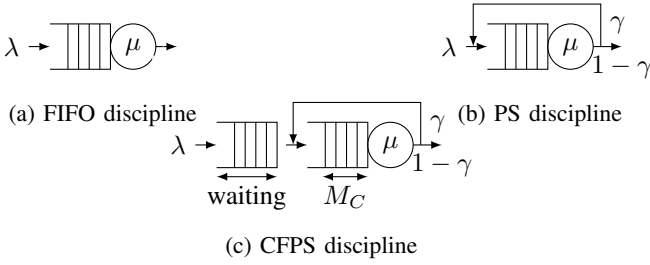 λ μ
λ μ γ
1 − γ
(a) FIFO discipline
(b) PS discipline
λ μ γ
1 − γ
waiting M_C
(c) CFPS discipline